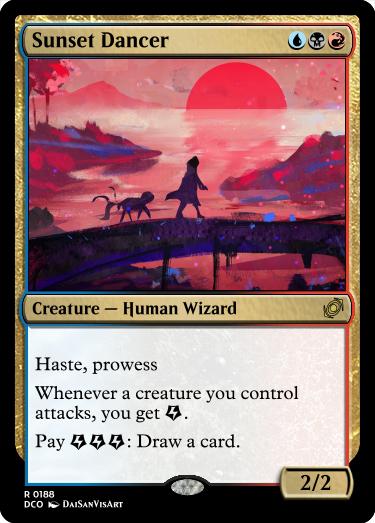 Sunset Dancer
Creature — Human Wizard
Haste, prowess
Whenever a creature you control
attacks, you get .
Pay : Draw a card.
2/2
R 0188
DCO DaiSanVisArt